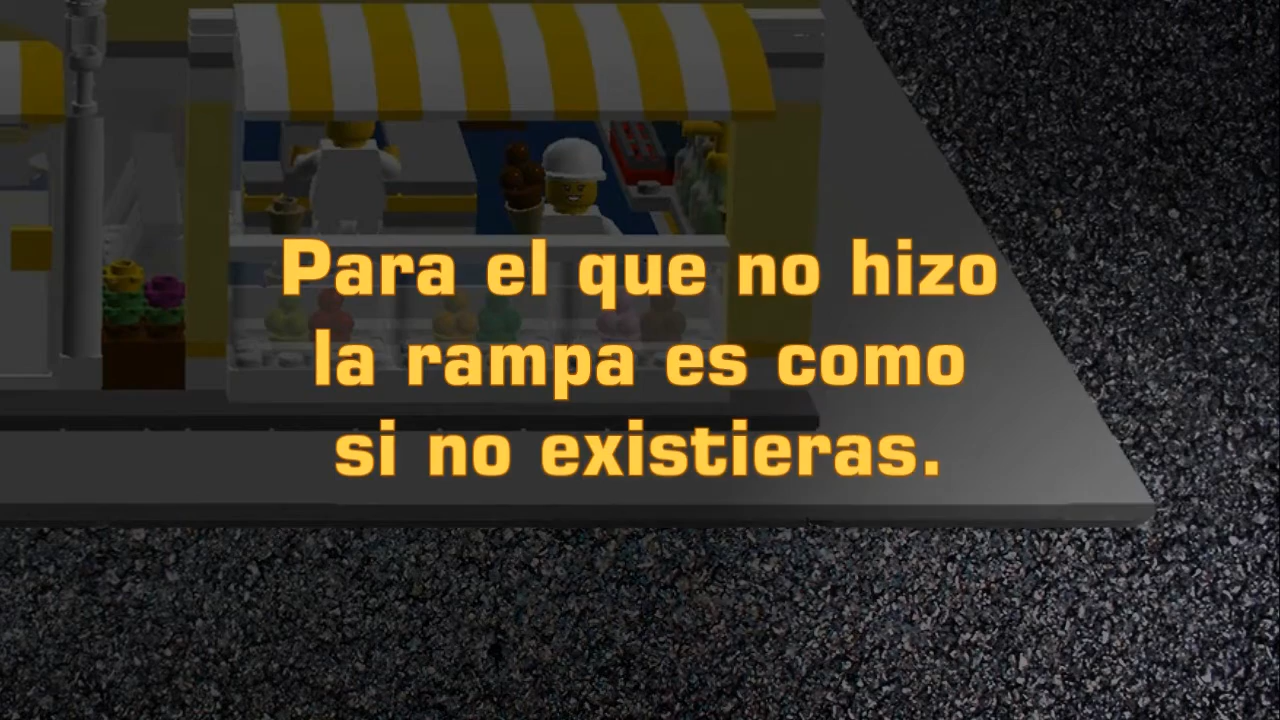 Para el que no hizo
la rampa es como
si no existieras.